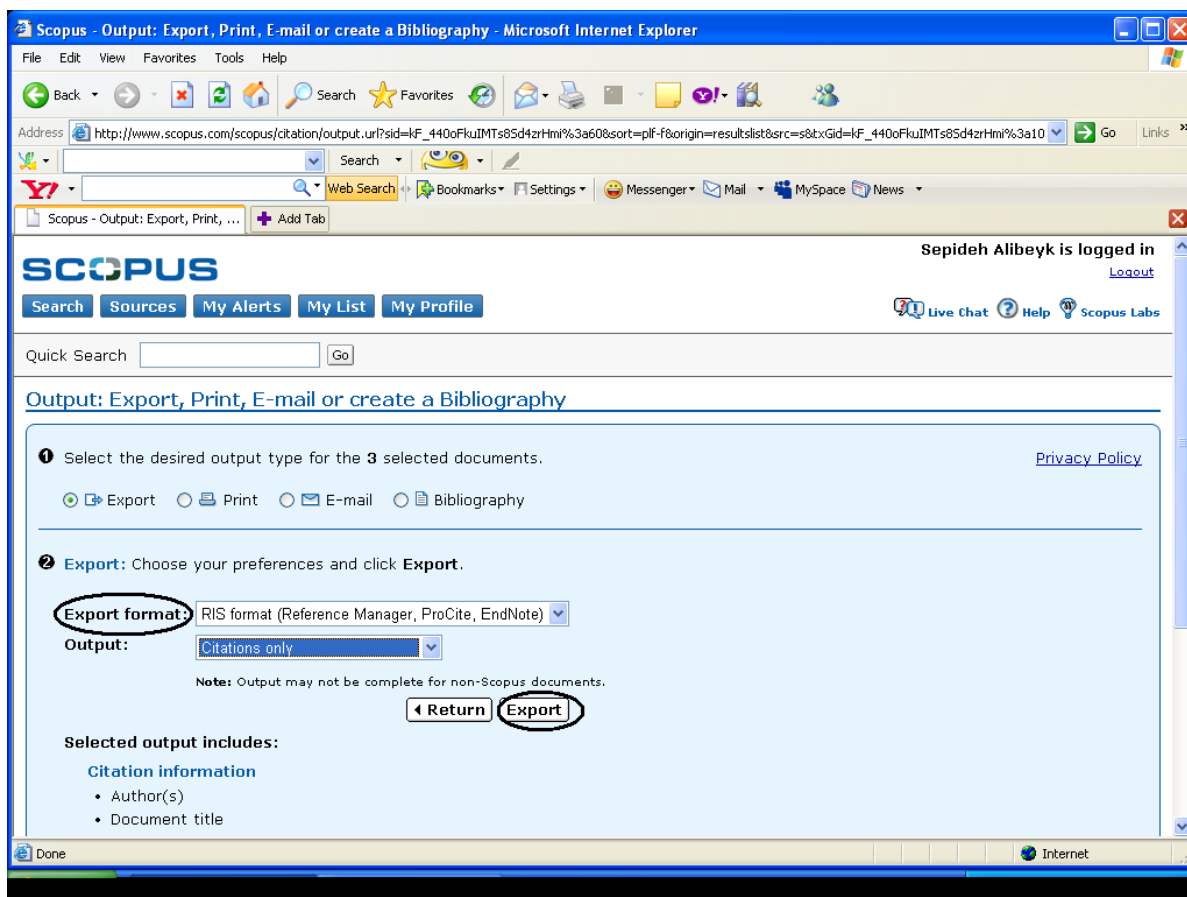 Scopus - Output: Export, Print, E-mail or create a Bibliography - Microsoft Internet Explorer
File Edit View Favorites Tools Help
Back Search Favorites
Address http://www.scopus.com/scopus/citation/output.url?sid=kF_440oFkuIMTs85d4zrHmi%3a60&sort=plf-f&origin=resultslist&src=s&txGid=kF_440oFkuIMTs85d4zrHmi%3a10 Go Links »
Search
Y! Web Search Bookmarks Settings Messenger Mail MySpace News
Scopus - Output: Export, Print, ... Add Tab
Sepideh Alibeyk is logged in
SCOPUS
Logout
Search Sources My Alerts My List My Profile Live Chat Help Scopus Labs
Quick Search Go
Output: Export, Print, E-mail or create a Bibliography
1 Select the desired output type for the 3 selected documents. Privacy Policy
Export Print E-mail Bibliography
2 Export: Choose your preferences and click Export.
Export format: RIS format (Reference Manager, ProCite, EndNote)
Output: Citations only
Note: Output may not be complete for non-Scopus documents.
Return Export
Selected output includes:
Citation information
• Author(s)
• Document title
Done Internet